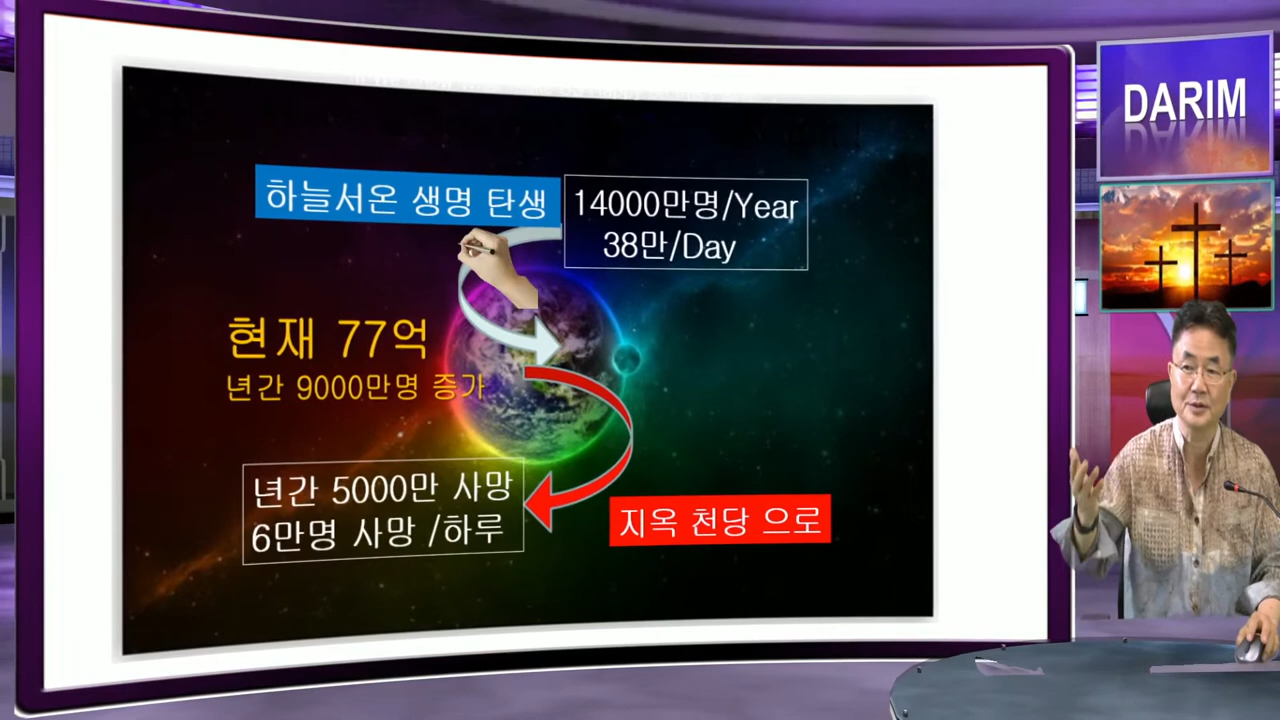 DARIM
하늘서온 생명 탄생
14000만명/Year
38만/Day
현재 77억
년간 9000만명 증가
년간 5000만 사망
6만명 사망 /하루
지옥 천당 으로